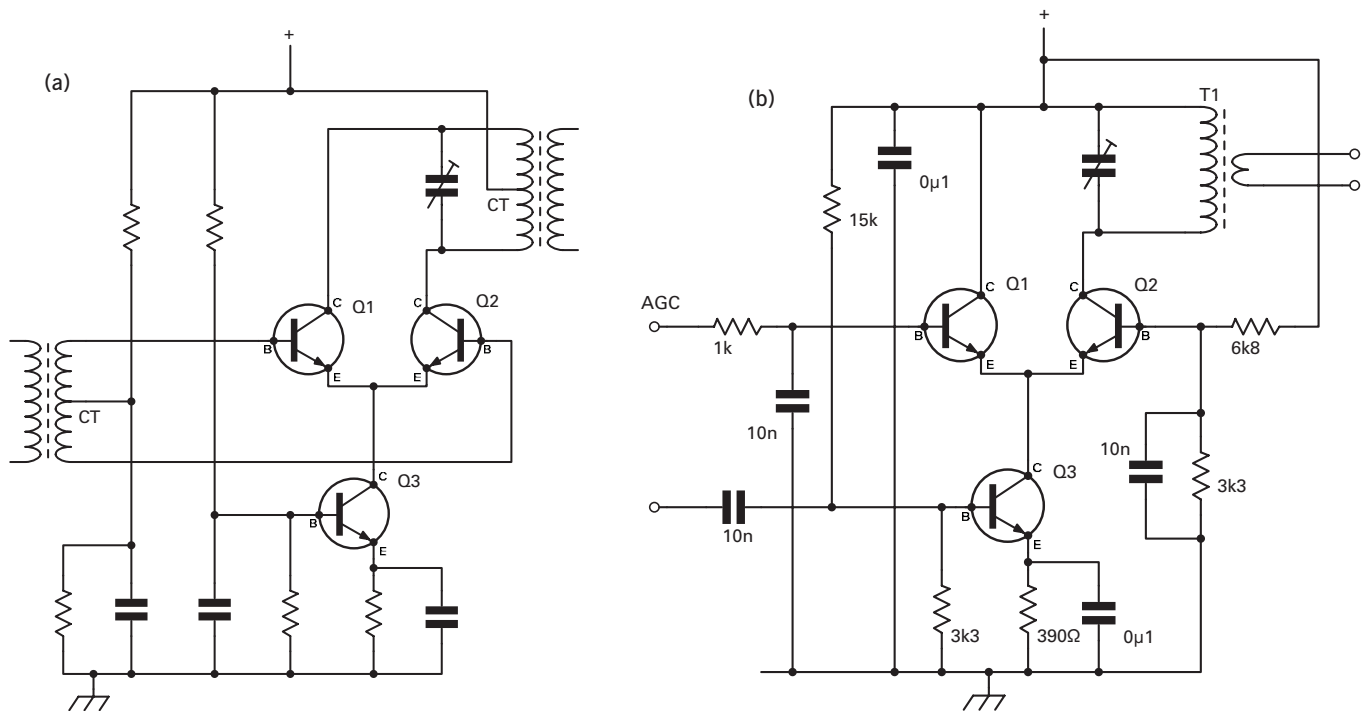 (a)
+
CT
C
Q1
B
E
C
Q2
B
E
CT
C
Q3
B
E
(b)
+
T1
0µ1
15k
AGC
1k
C
Q1
B
E
C
Q2
B
E
6k8
10n
10n
3k3
C
Q3
B
E
10n
3k3
390Ω
0µ1